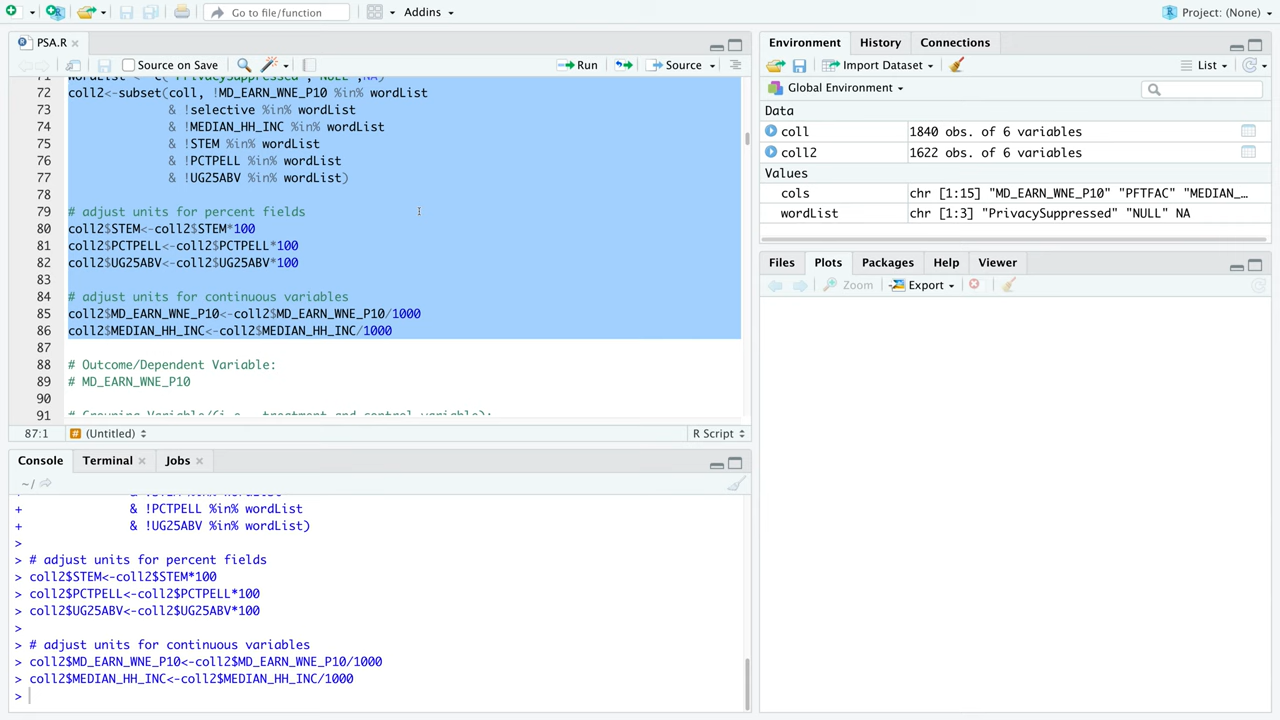 Go to file/function
Addins
Project: (None)
PSA.R
Source on Save
Run
Source
71 wordList <- c("PrivacySuppressed","NULL",NA)
72 coll2<-subset(coll, !MD_EARN_WNE_P10 %in% wordList
73 & !selective %in% wordList
74 & !MEDIAN_HH_INC %in% wordList
75 & !STEM %in% wordList
76 & !PCTPELL %in% wordList
77 & !UG25ABV %in% wordList)
78
79 # adjust units for percent fields
80 coll2$STEM<-coll2$STEM*100
81 coll2$PCTPELL<-coll2$PCTPELL*100
82 coll2$UG25ABV<-coll2$UG25ABV*100
83
84 # adjust units for continuous variables
85 coll2$MD_EARN_WNE_P10<-coll2$MD_EARN_WNE_P10/1000
86 coll2$MEDIAN_HH_INC<-coll2$MEDIAN_HH_INC/1000
87
88 # Outcome/Dependent Variable:
89 # MD_EARN_WNE_P10
90
91 # Grouping Variable/(i.e., treatment and control variable):
87:1 # (Untitled) R Script
Console Terminal Jobs
~/
+ & !STEM %in% wordList
+ & !PCTPELL %in% wordList
+ & !UG25ABV %in% wordList)
>
> # adjust units for percent fields
> coll2$STEM<-coll2$STEM*100
> coll2$PCTPELL<-coll2$PCTPELL*100
> coll2$UG25ABV<-coll2$UG25ABV*100
>
> # adjust units for continuous variables
> coll2$MD_EARN_WNE_P10<-coll2$MD_EARN_WNE_P10/1000
> coll2$MEDIAN_HH_INC<-coll2$MEDIAN_HH_INC/1000
>
Environment History Connections
Import Dataset List
Global Environment
Data
coll 1840 obs. of 6 variables
coll2 1622 obs. of 6 variables
Values
cols chr [1:15] "MD_EARN_WNE_P10" "PFTFAC" "MEDIAN_…
wordList chr [1:3] "PrivacySuppressed" "NULL" NA
Files Plots Packages Help Viewer
Zoom Export